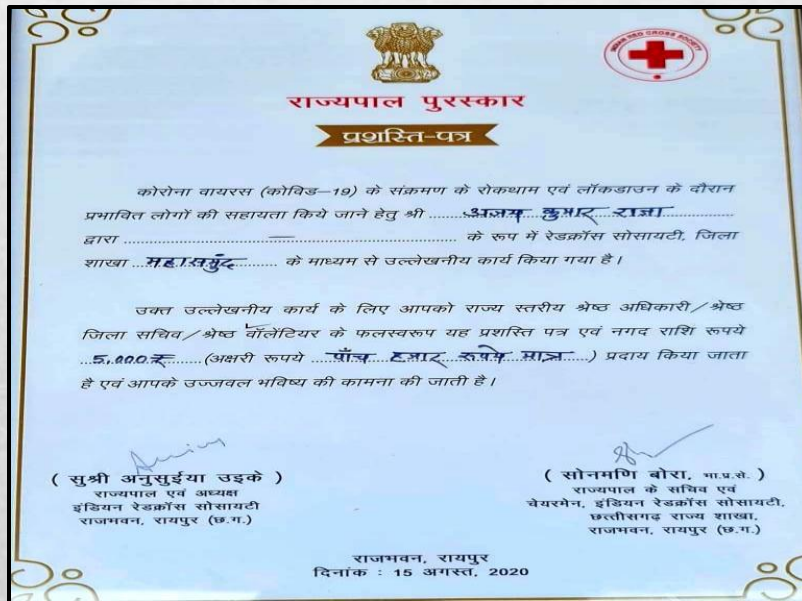 INDIAN RED CROSS SOCIETY
राज्यपाल पुरस्कार
प्रशस्ति-पत्र
कोरोना वायरस (कोविड–19) के संक्रमण के रोकथाम एवं लॉकडाउन के दौरान
प्रभावित लोगों की सहायता किये जाने हेतु श्री ....अजय कुमार राजा....
द्वारा ........—........ के रूप में रेडक्रॉस सोसायटी, जिला
शाखा ..महासमुंद.. के माध्यम से उल्लेखनीय कार्य किया गया है।
उक्त उल्लेखनीय कार्य के लिए आपको राज्य स्तरीय श्रेष्ठ अधिकारी/श्रेष्ठ
जिला सचिव/श्रेष्ठ वॉलेंटियर के फलस्वरूप यह प्रशस्ति पत्र एवं नगद राशि रूपये
..5,000₹.. (अक्षरी रूपये ..पाँच हजार रूपये मात्र..) प्रदाय किया जाता
है एवं आपके उज्जवल भविष्य की कामना की जाती है।
( सुश्री अनुसुईया उइके )
राज्यपाल एवं अध्यक्ष
इंडियन रेडक्रॉस सोसायटी
राजभवन, रायपुर (छ.ग.)
( सोनमणि बोरा, भा.प्र.से. )
राज्यपाल के सचिव एवं
चेयरमेन, इंडियन रेडक्रॉस सोसायटी,
छत्तीसगढ़ राज्य शाखा,
राजभवन, रायपुर (छ.ग.)
राजभवन, रायपुर
दिनांक : 15 अगस्त, 2020